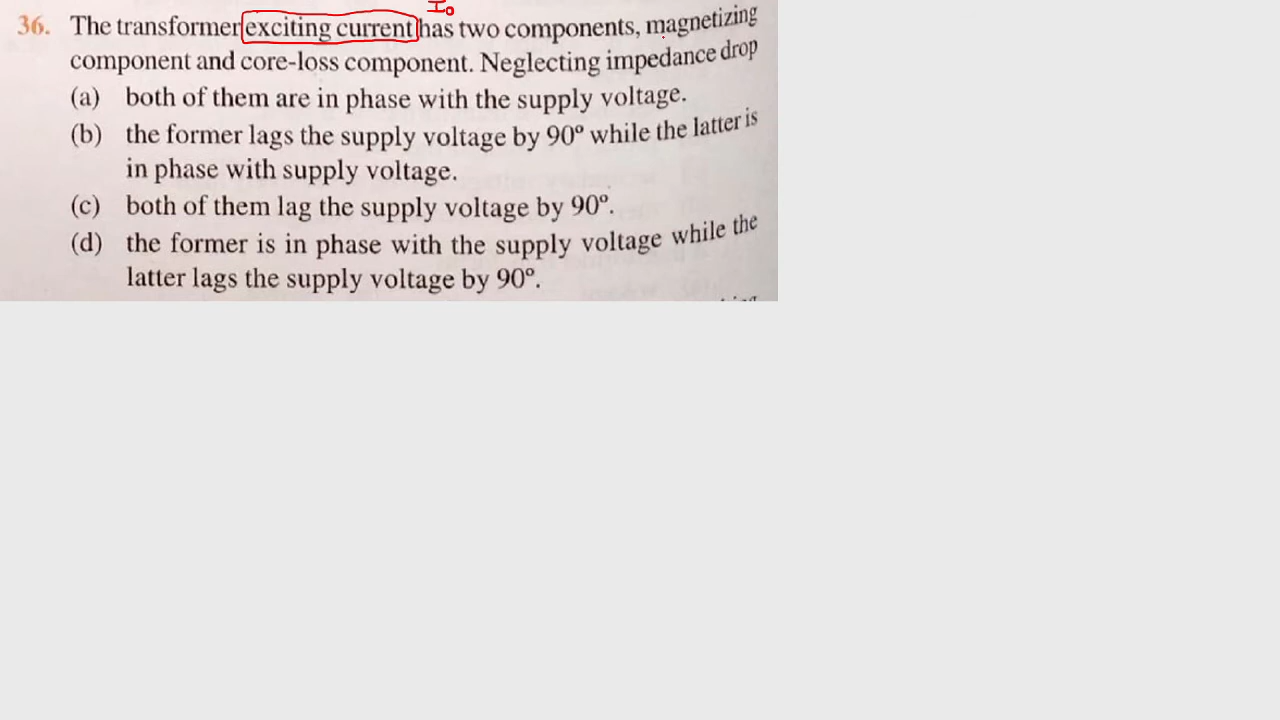 I₀
36. The transformer exciting current has two components, magnetizing
component and core-loss component. Neglecting impedance drop
(a) both of them are in phase with the supply voltage.
(b) the former lags the supply voltage by 90º while the latter is
in phase with supply voltage.
(c) both of them lag the supply voltage by 90º.
(d) the former is in phase with the supply voltage while the
latter lags the supply voltage by 90º.